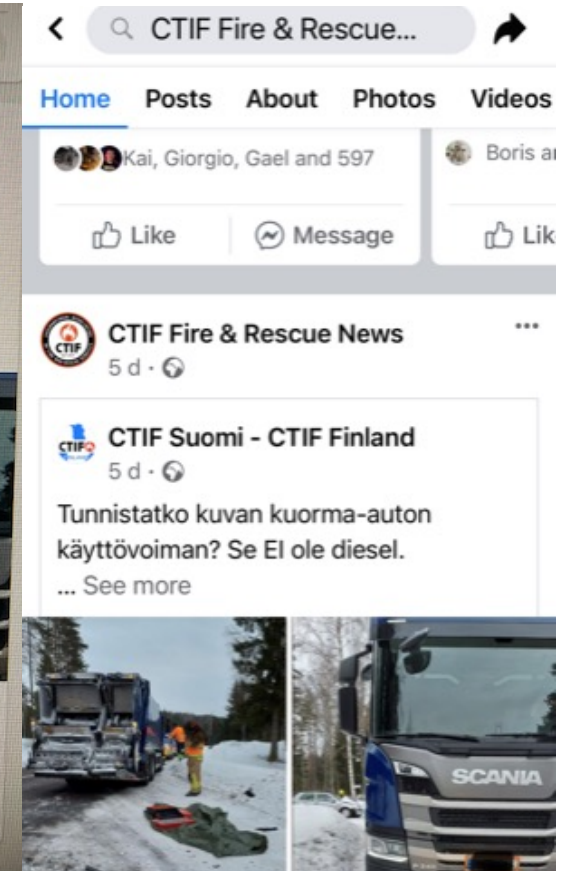 CTIF Fire & Rescue...
Home Posts About Photos Videos
Kai, Giorgio, Gael and 597
Boris
Like Message
Lik
CTIF
CTIF Fire & Rescue News
5 d ·
CTIF
CTIF Suomi - CTIF Finland
5 d ·
Tunnistatko kuvan kuorma-auton
käyttövoiman? Se EI ole diesel.
... See more
SCANIA